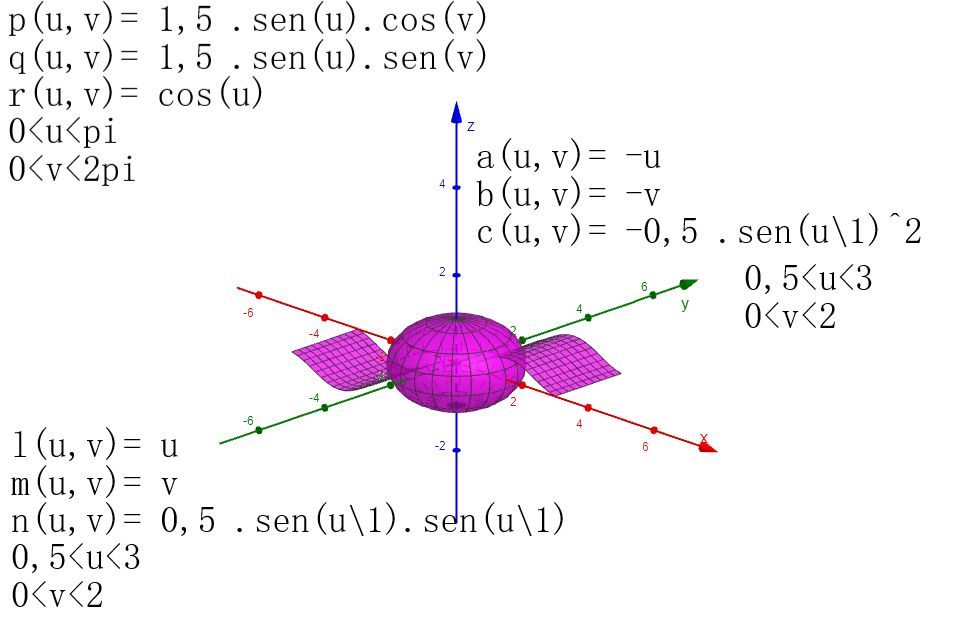 p(u,v)= 1,5 .sen(u).cos(v)
q(u,v)= 1,5 .sen(u).sen(v)
r(u,v)= cos(u)
0<u<pi
0<v<2pi
z
a(u,v)= -u
b(u,v)= -v
c(u,v)= -0,5 .sen(u\1)^2
0,5<u<3
0<v<2
4
2
-2
-6
-4
6
4
2
y
-4
-6
2
4
6
x
l(u,v)= u
m(u,v)= v
n(u,v)= 0,5 .sen(u\1).sen(u\1)
0,5<u<3
0<v<2